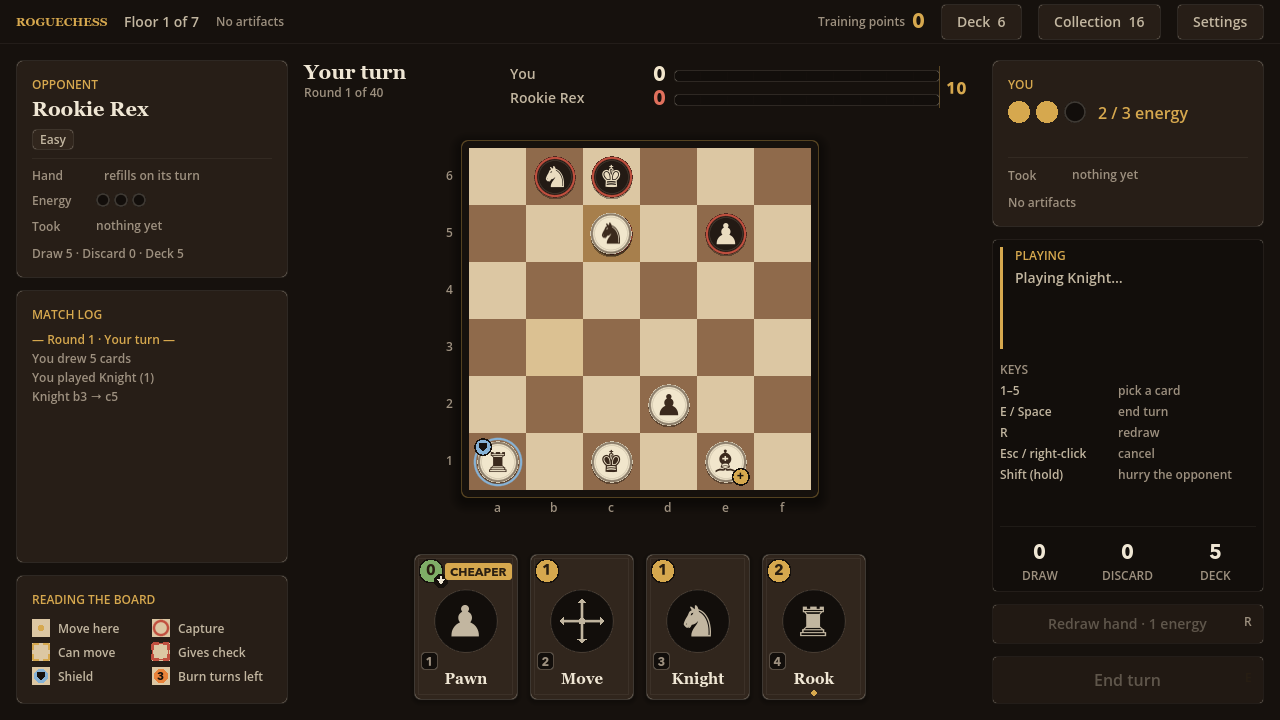 ROGUECHESS
Floor 1 of 7
No artifacts
Training points 0
Deck 6
Collection 16
Settings
OPPONENT
Rookie Rex
Easy
Hand refills on its turn
Energy
Took nothing yet
Draw 5 · Discard 0 · Deck 5
MATCH LOG
— Round 1 · Your turn —
You drew 5 cards
You played Knight (1)
Knight b3 → c5
READING THE BOARD
Move here
Capture
Can move
Gives check
Shield
3 Burn turns left
Your turn
Round 1 of 40
You 0
Rookie Rex 0
10
6
5
4
3
2
1
+
a b c d e f
0 CHEAPER
1
Pawn
1
2
Move
1
3
Knight
2
4
Rook
YOU
2 / 3 energy
Took nothing yet
No artifacts
PLAYING
Playing Knight...
KEYS
1–5 pick a card
E / Space end turn
R redraw
Esc / right-click cancel
Shift (hold) hurry the opponent
0 0 5
DRAW DISCARD DECK
Redraw hand · 1 energy R
End turn